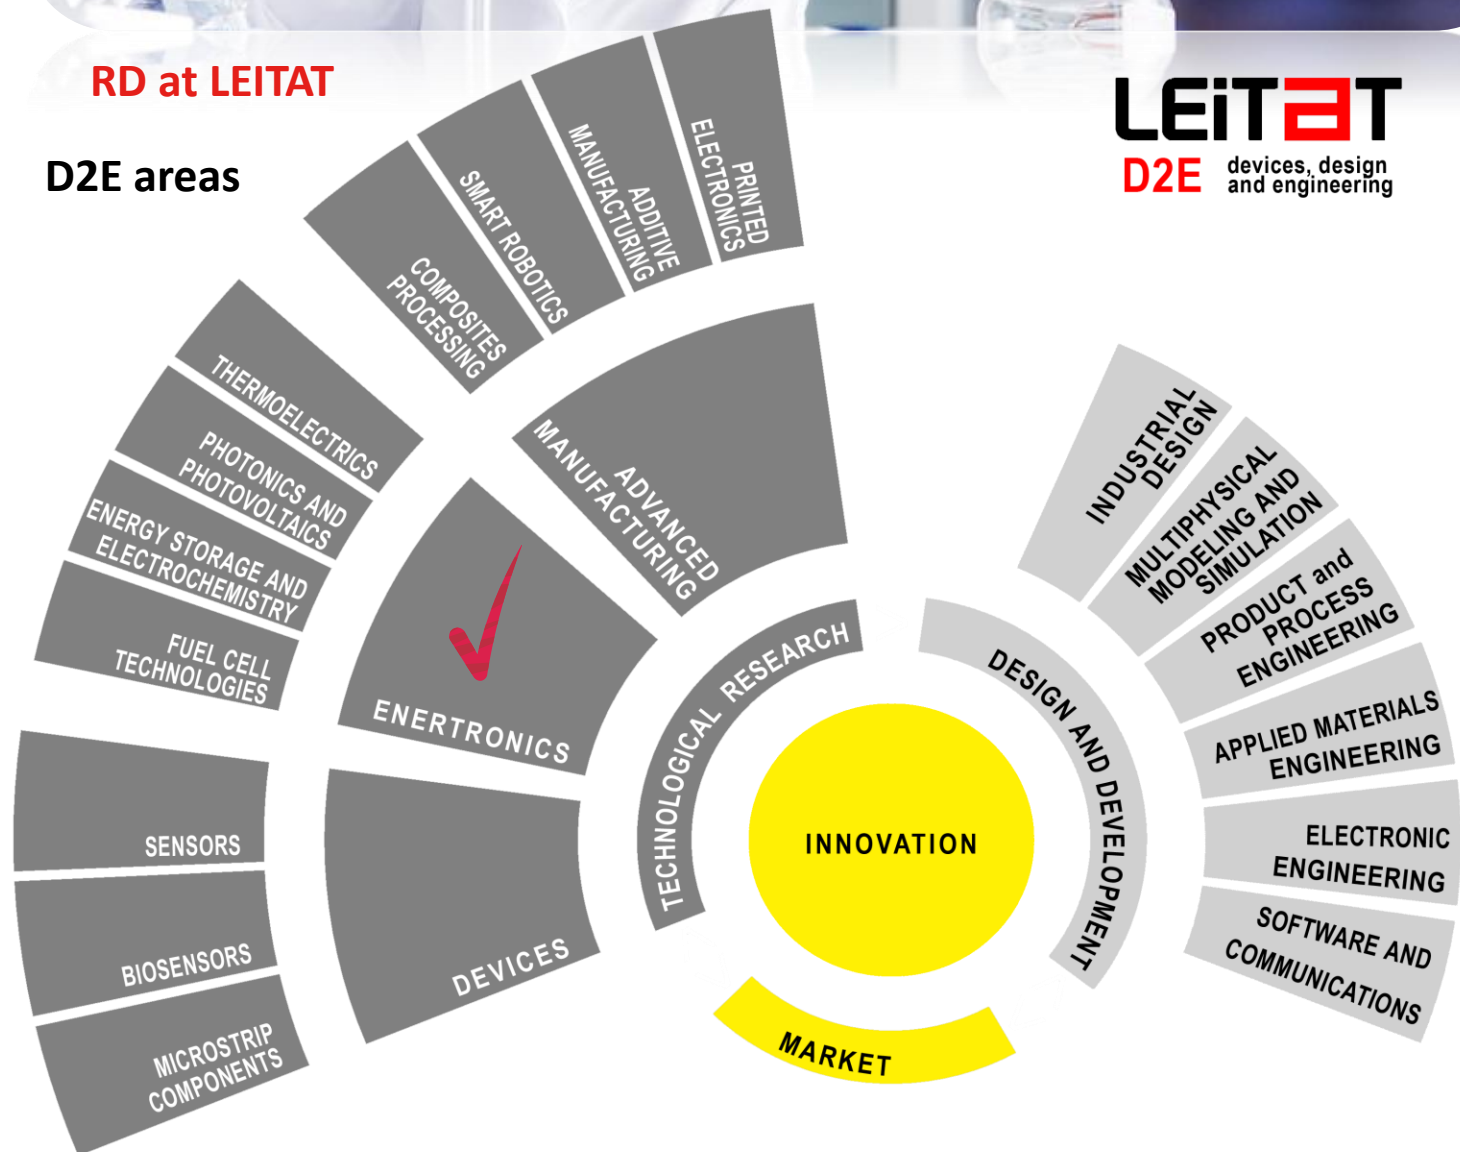 RD at LEITAT
D2E areas
LEiTaT
D2E
devices, design
and engineering
PRINTED
ELECTRONICS
ADDITIVE
MANUFACTURING
SMART ROBOTICS
COMPOSITES
PROCESSING
ADVANCED
MANUFACTURING
THERMOELECTRICS
PHOTONICS AND
PHOTOVOLTAICS
ENERGY STORAGE AND
ELECTROCHEMISTRY
FUEL CELL
TECHNOLOGIES
ENERTRONICS
SENSORS
BIOSENSORS
MICROSTRIP
COMPONENTS
DEVICES
TECHNOLOGICAL RESEARCH
INNOVATION
MARKET
DESIGN AND DEVELOPMENT
INDUSTRIAL
DESIGN
MULTIPHYSICAL
MODELING AND
SIMULATION
PRODUCT and
PROCESS
ENGINEERING
APPLIED MATERIALS
ENGINEERING
ELECTRONIC
ENGINEERING
SOFTWARE AND
COMMUNICATIONS